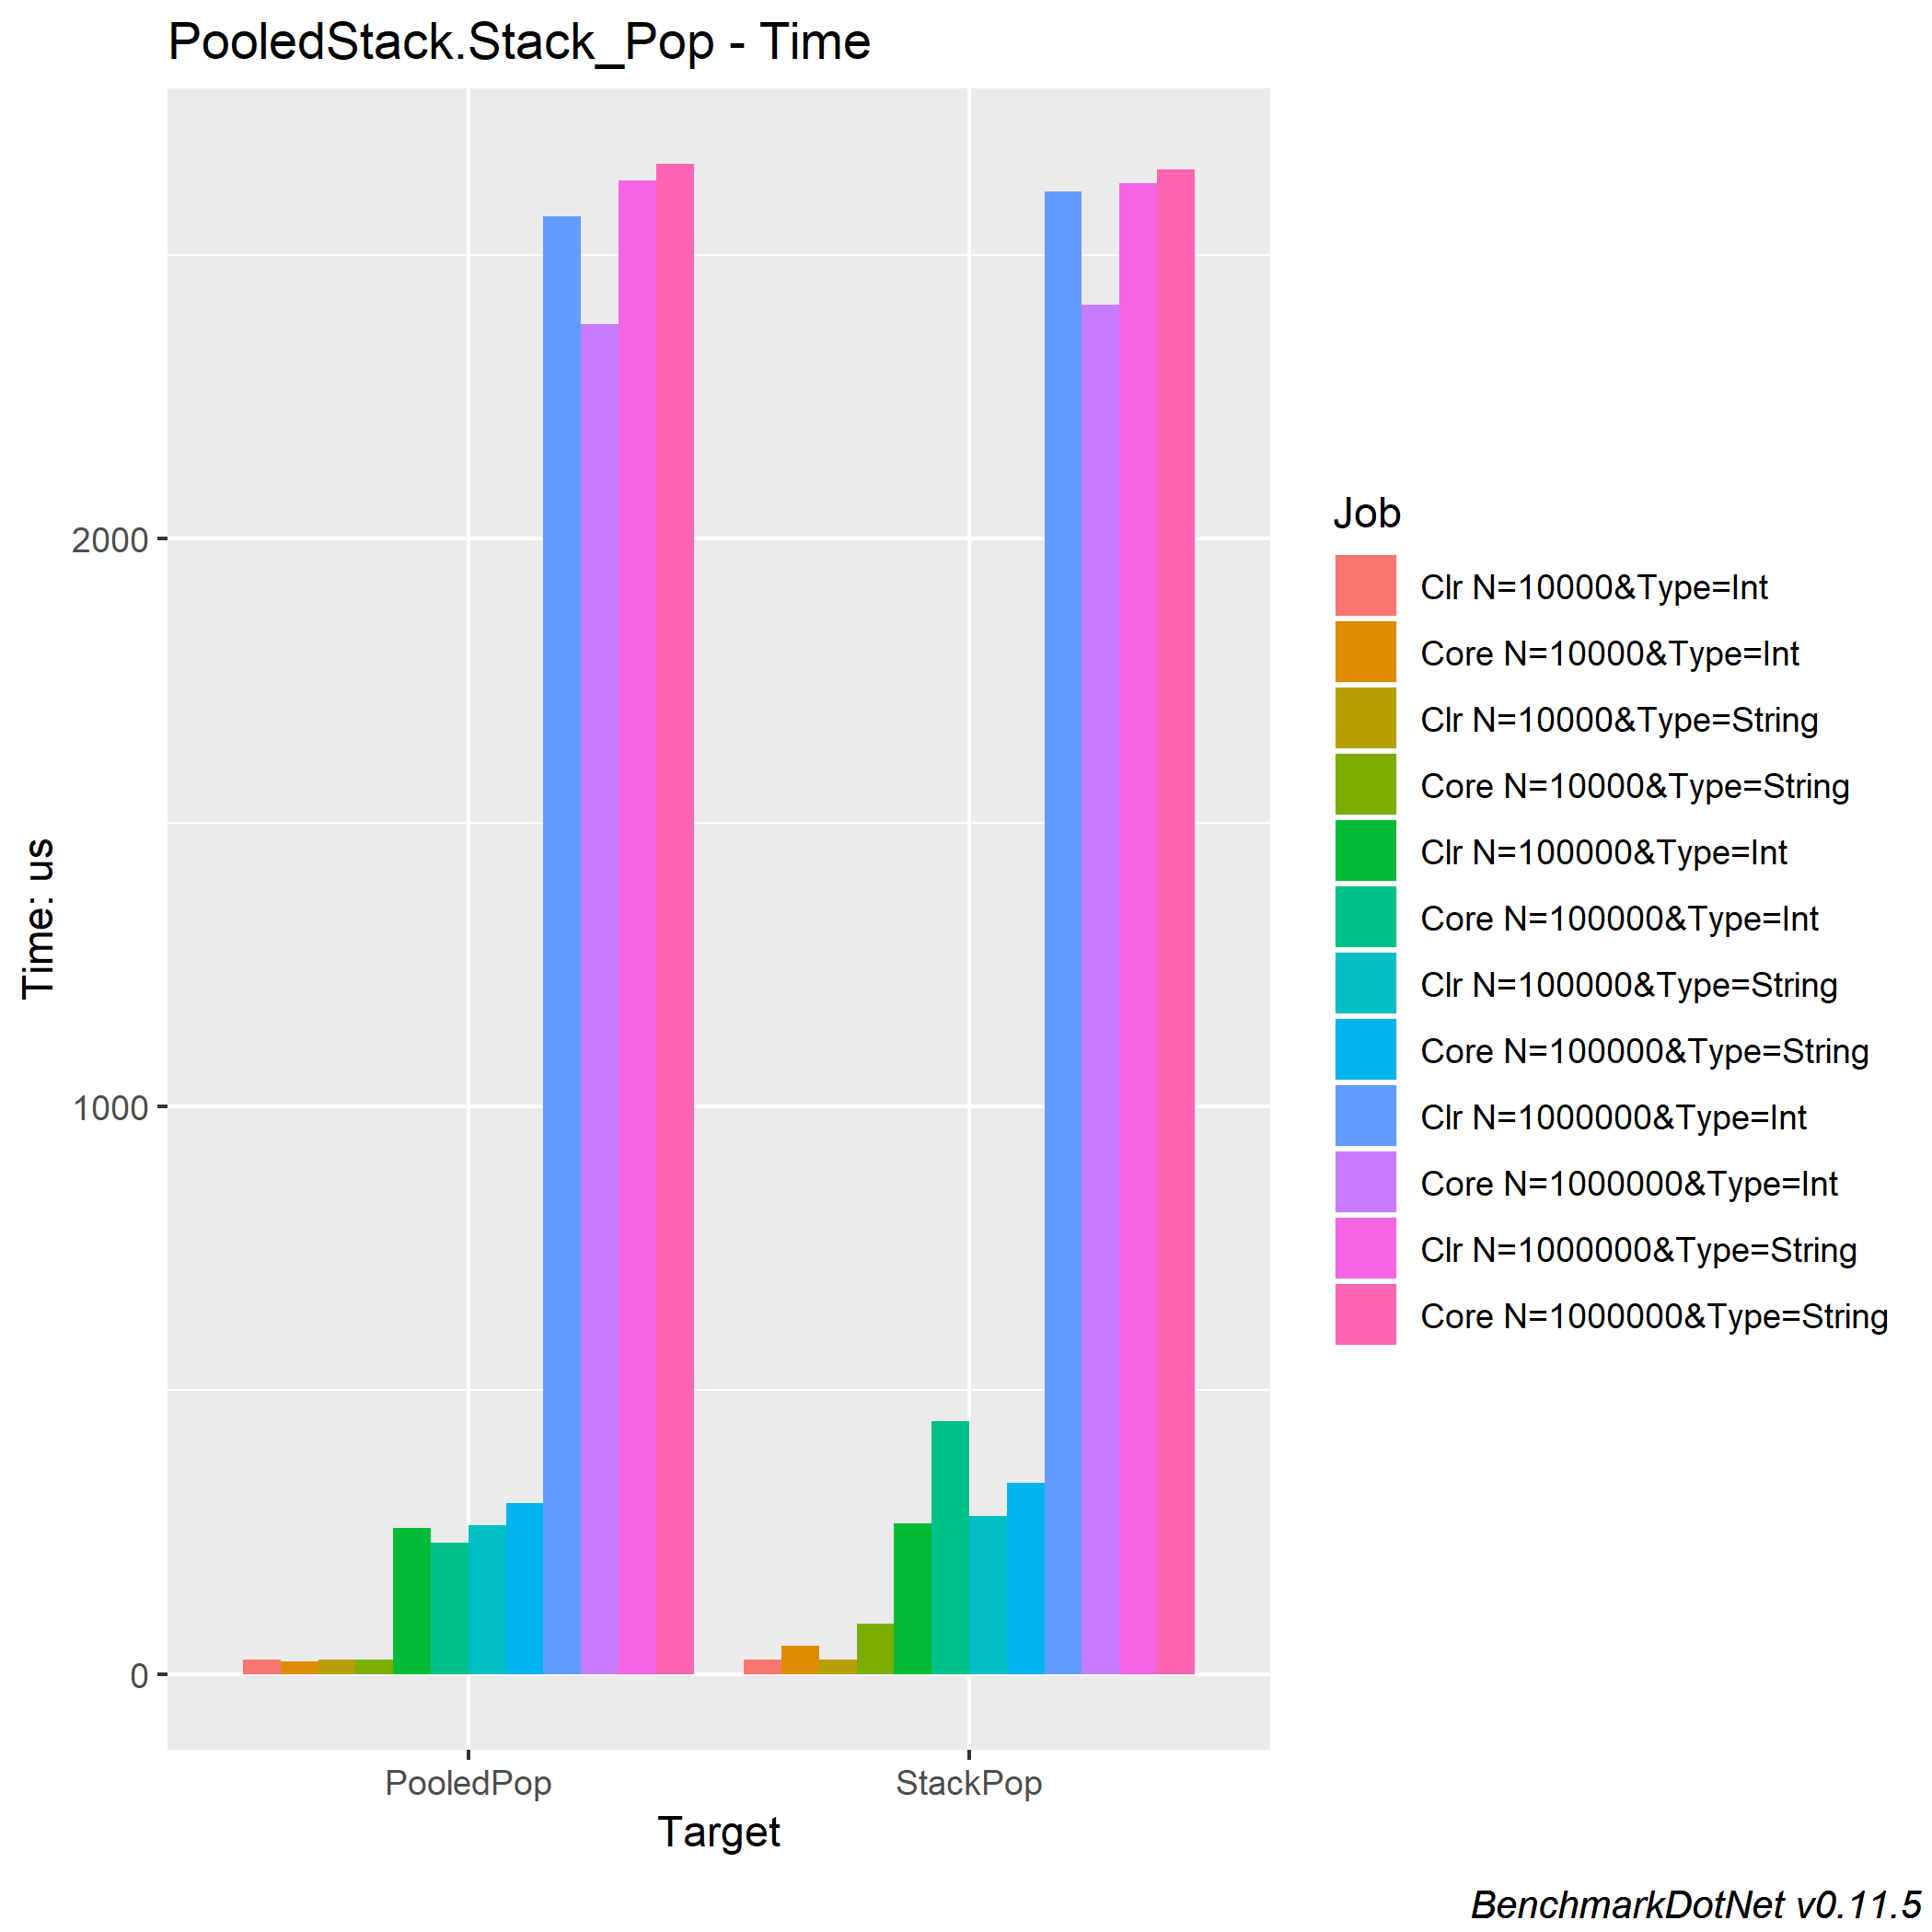 PooledStack.Stack_Pop - Time
Time: us
2000
1000
0
PooledPop
StackPop
Target
Job
Clr N=10000&Type=Int
Core N=10000&Type=Int
Clr N=10000&Type=String
Core N=10000&Type=String
Clr N=100000&Type=Int
Core N=100000&Type=Int
Clr N=100000&Type=String
Core N=100000&Type=String
Clr N=1000000&Type=Int
Core N=1000000&Type=Int
Clr N=1000000&Type=String
Core N=1000000&Type=String
BenchmarkDotNet v0.11.5